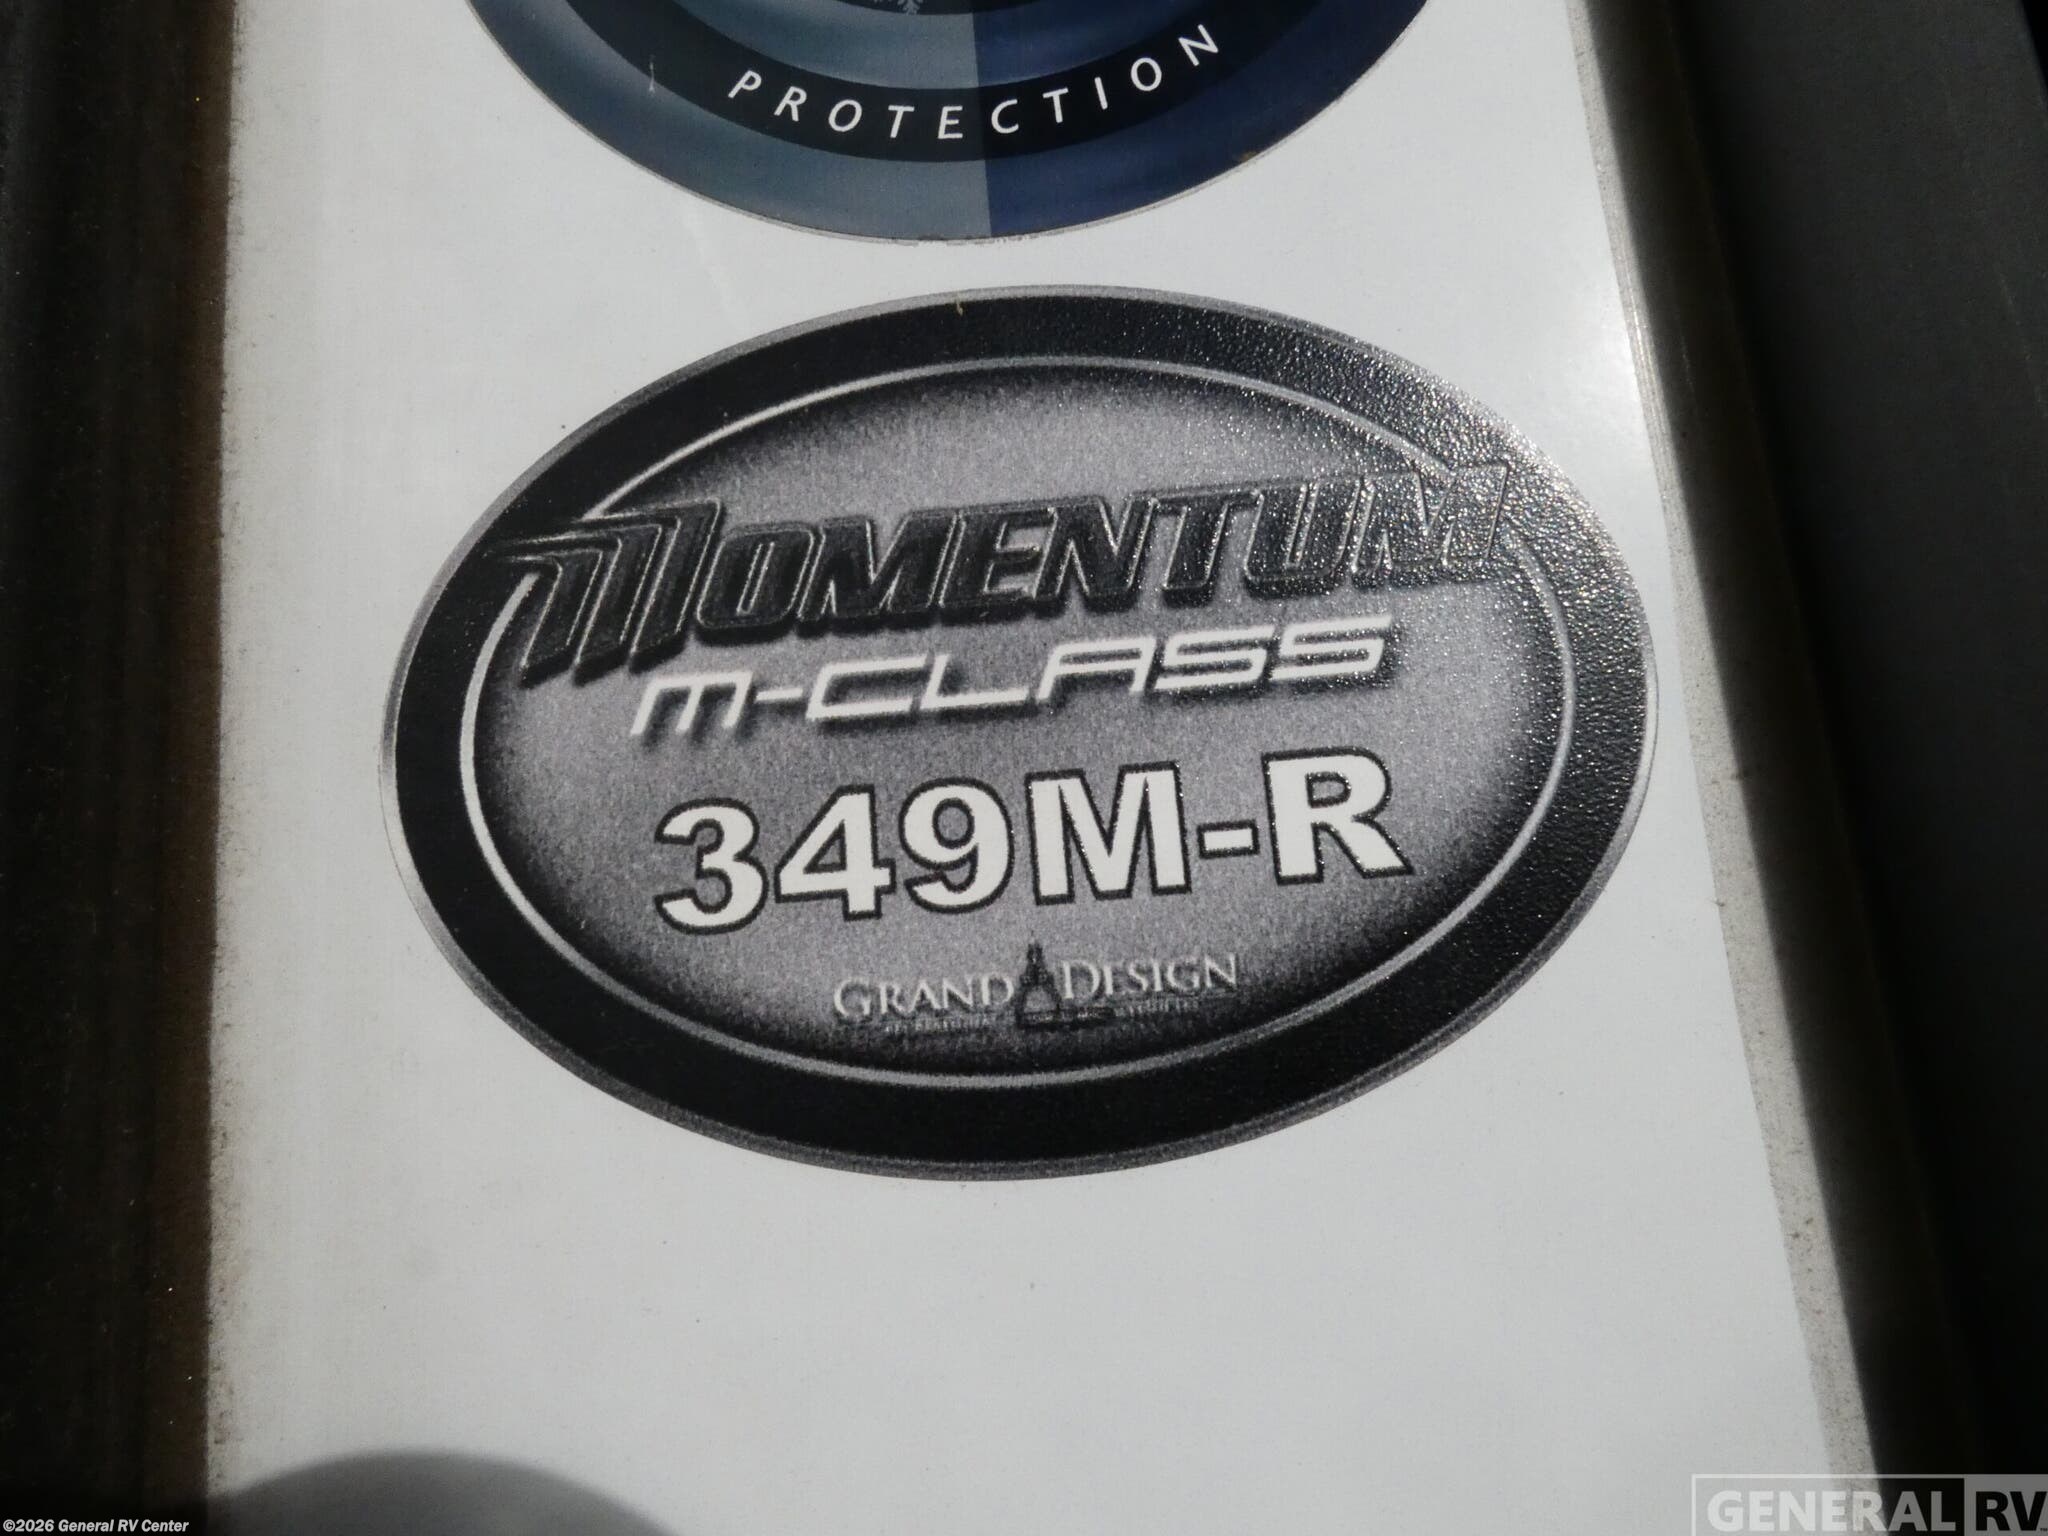 PROTECTION
MOMENTUM
M-CLASS
349M-R
GRAND DESIGN
©2026 General RV Center
GENERAL RV